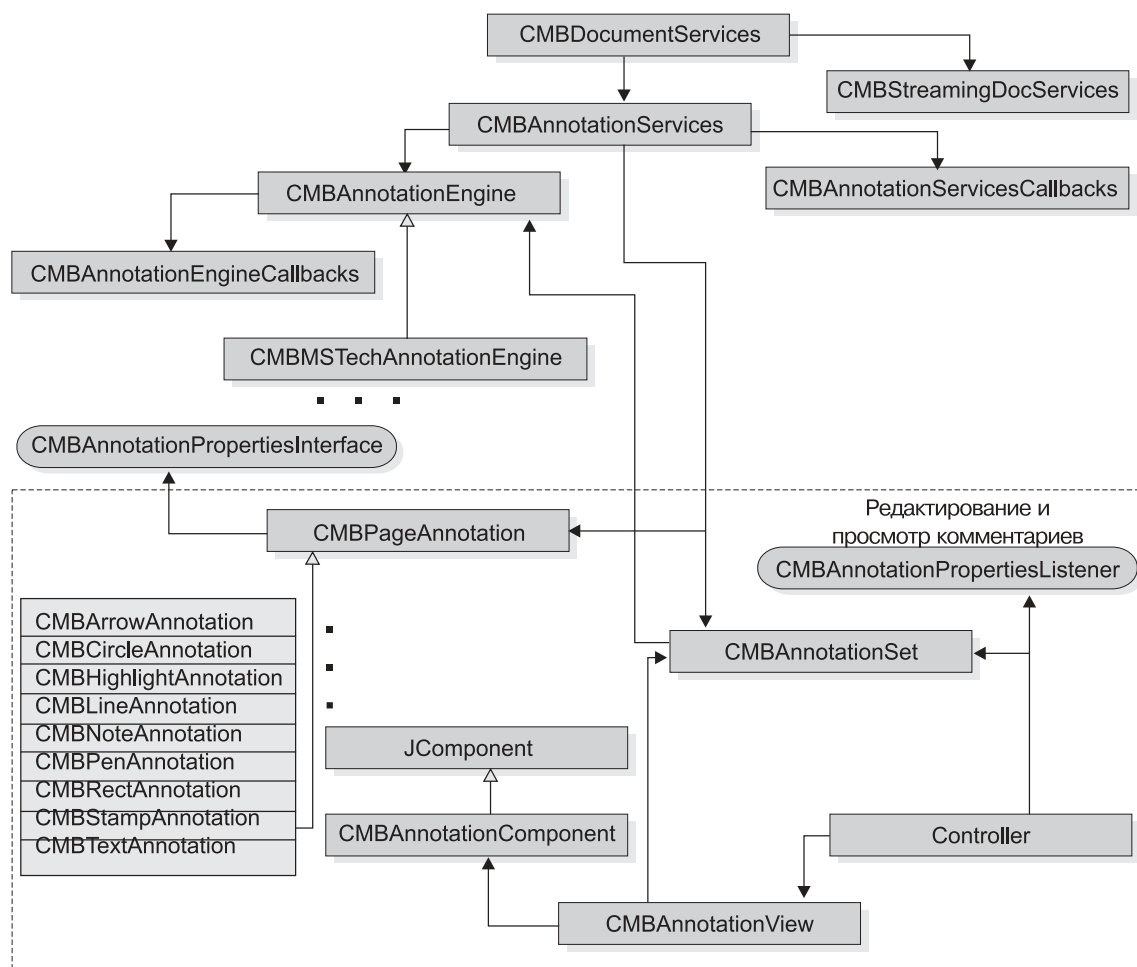 CMBDocumentServices
CMBStreamingDocServices
CMBAnnotationServices
CMBAnnotationServicesCallbacks
CMBAnnotationEngine
CMBAnnotationEngineCallbacks
CMBMSTechAnnotationEngine
CMBAnnotationPropertiesInterface
CMBPageAnnotation
Редактирование и
просмотр комментариев
CMBAnnotationPropertiesListener
CMBArrowAnnotation
CMBCircleAnnotation
CMBHighlightAnnotation
CMBLineAnnotation
CMBNoteAnnotation
CMBPenAnnotation
CMBRectAnnotation
CMBStampAnnotation
CMBTextAnnotation
CMBAnnotationSet
JComponent
CMBAnnotationComponent
Controller
CMBAnnotationView